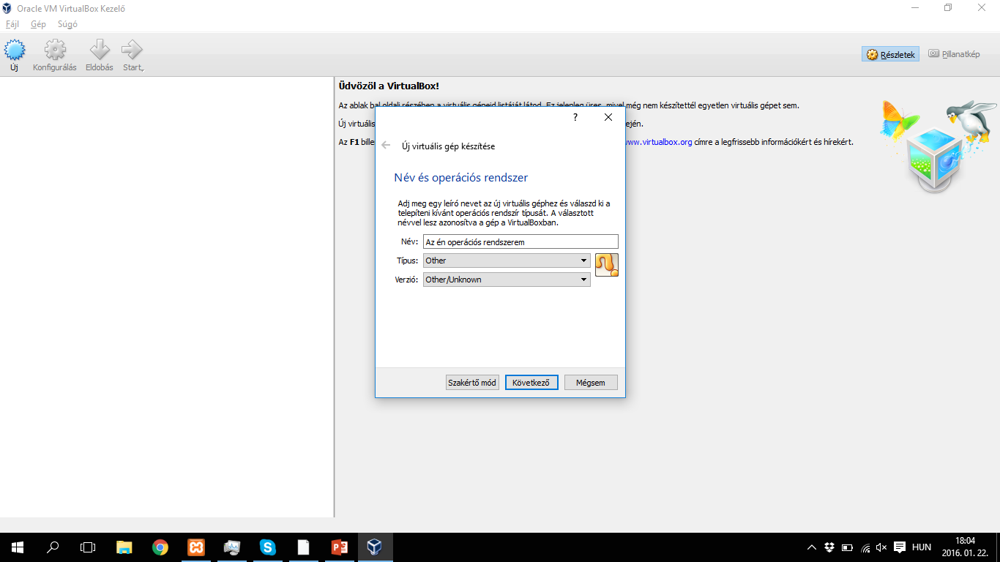 Oracle VM VirtualBox Kezelő
Fájl Gép Súgó
Új Konfigurálás Eldobás Start
Részletek Pillanatkép
Üdvözöl a VirtualBox!
Az ablak bal oldali részében a virtuális gépeid listáját látod. Ez jelenleg üres, mivel még nem készítettél egyetlen virtuális gépet sem.
Új virtuális ején.
Az F1 bille www.virtualbox.org címre a legfrissebb információkért és hírekért.
?
Új virtuális gép készítése
Név és operációs rendszer
Adj meg egy leíró nevet az új virtuális géphez és válaszd ki a
telepíteni kívánt operációs rendszír típusát. A választott
névvel lesz azonosítva a gép a VirtualBoxban.
Név: Az én operációs rendszerem
Típus: Other
Verzió: Other/Unknown
Szakértő mód Következő Mégsem
HUN
18:04
2016. 01. 22.